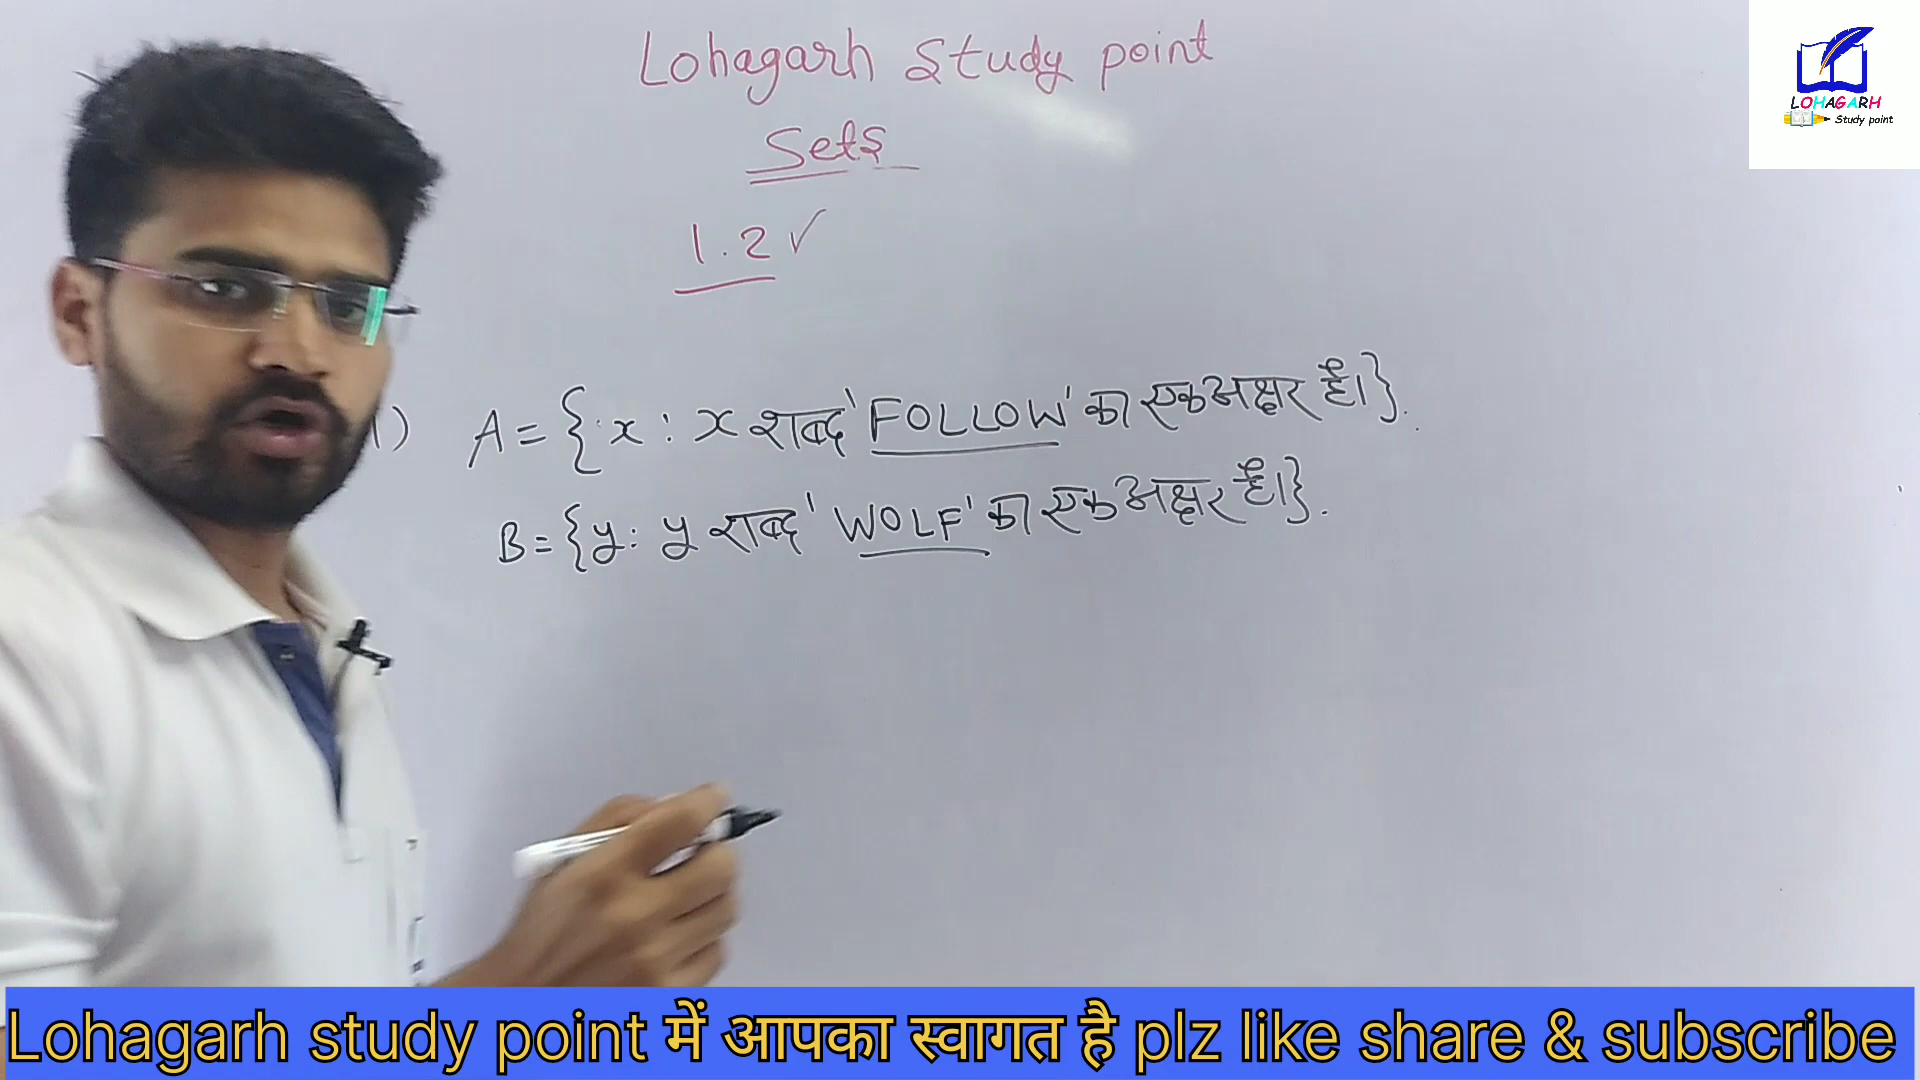 Lohagarh Study point
Sets
1.2 ✓
1) A = { x : x शब्द 'FOLLOW' का एक अक्षर है।}.
B = {y : y शब्द 'WOLF' का एक अक्षर है।}.
LOHAGARH
Study point
Lohagarh study point में आपका स्वागत है plz like share & subscribe